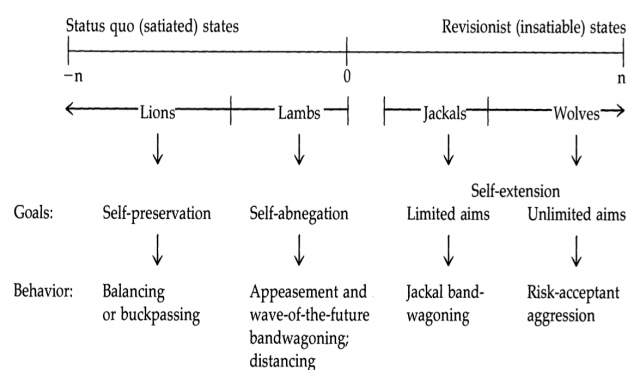 Status quo (satiated) states Revisionist (insatiable) states
−n 0 n
Lions Lambs Jackals Wolves
Self-extension
Goals: Self-preservation Self-abnegation Limited aims Unlimited aims
Behavior: Balancing Appeasement and Jackal band- Risk-acceptant
or buckpassing wave-of-the-future wagoning aggression
bandwagoning;
distancing